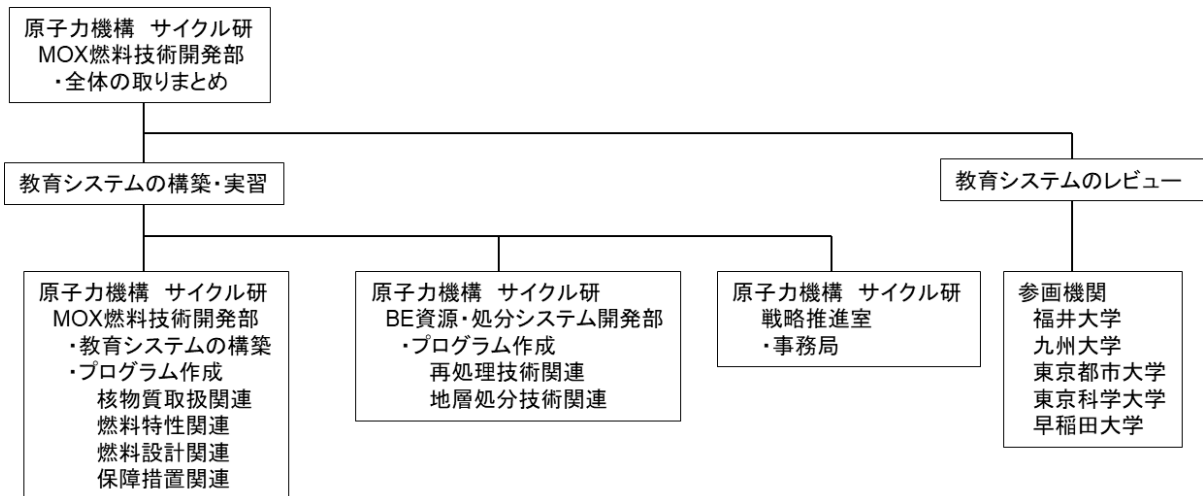 原子力機構 サイクル研
MOX燃料技術開発部
・全体の取りまとめ
教育システムの構築・実習
教育システムのレビュー
原子力機構 サイクル研
MOX燃料技術開発部
・教育システムの構築
・プログラム作成
核物質取扱関連
燃料特性関連
燃料設計関連
保障措置関連
原子力機構 サイクル研
BE資源・処分システム開発部
・プログラム作成
再処理技術関連
地層処分技術関連
原子力機構 サイクル研
戦略推進室
・事務局
参画機関
福井大学
九州大学
東京都市大学
東京科学大学
早稲田大学